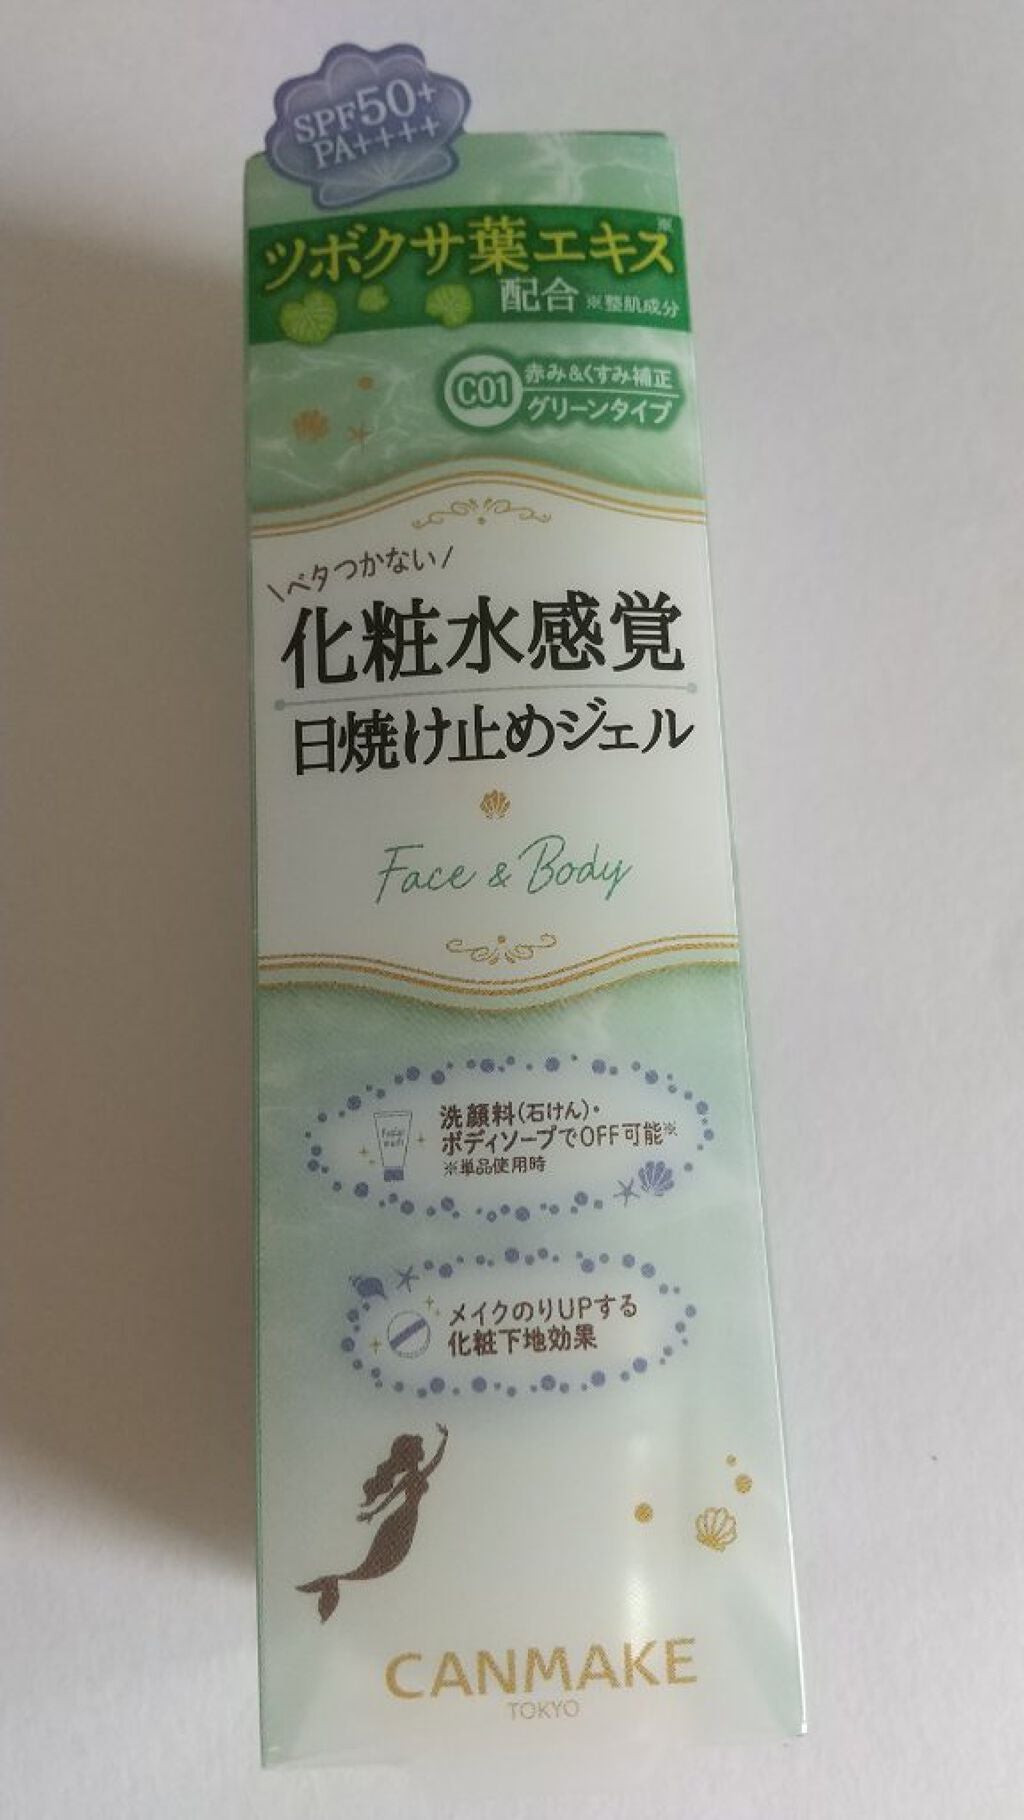 SPF50+
PA++++
ツボクサ葉エキス※
配合 ※整肌成分
C01
赤み&くすみ補正
グリーンタイプ
\ベタつかない/
化粧水感覚
日焼け止めジェル
Face & Body
Facial
wash
洗顔料(石けん)・
ボディソープでOFF可能※
※単品使用時
メイクのりUPする
化粧下地効果
CANMAKE
TOKYO